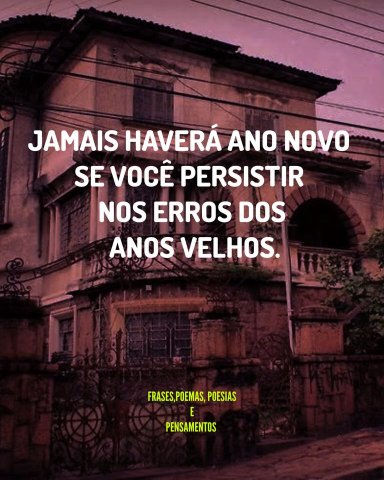 JAMAIS HAVERÁ ANO NOVO
SE VOCÊ PERSISTIR
NOS ERROS DOS
ANOS VELHOS.
FRASES,POEMAS, POESIAS
E
PENSAMENTOS